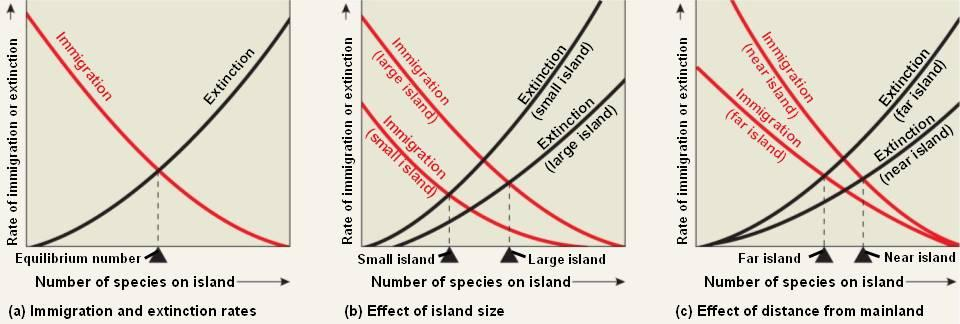 Rate of immigration or extinction
Immigration
Extinction
Equilibrium number
Number of species on island
(a) Immigration and extinction rates
Rate of immigration or extinction
Immigration
(large island)
Immigration
(small island)
Extinction
(small island)
Extinction
(large island)
Small island
Large island
Number of species on island
(b) Effect of island size
Rate of immigration or extinction
Immigration
(near island)
Immigration
(far island)
Extinction
(far island)
Extinction
(near island)
Far island
Near island
Number of species on island
(c) Effect of distance from mainland